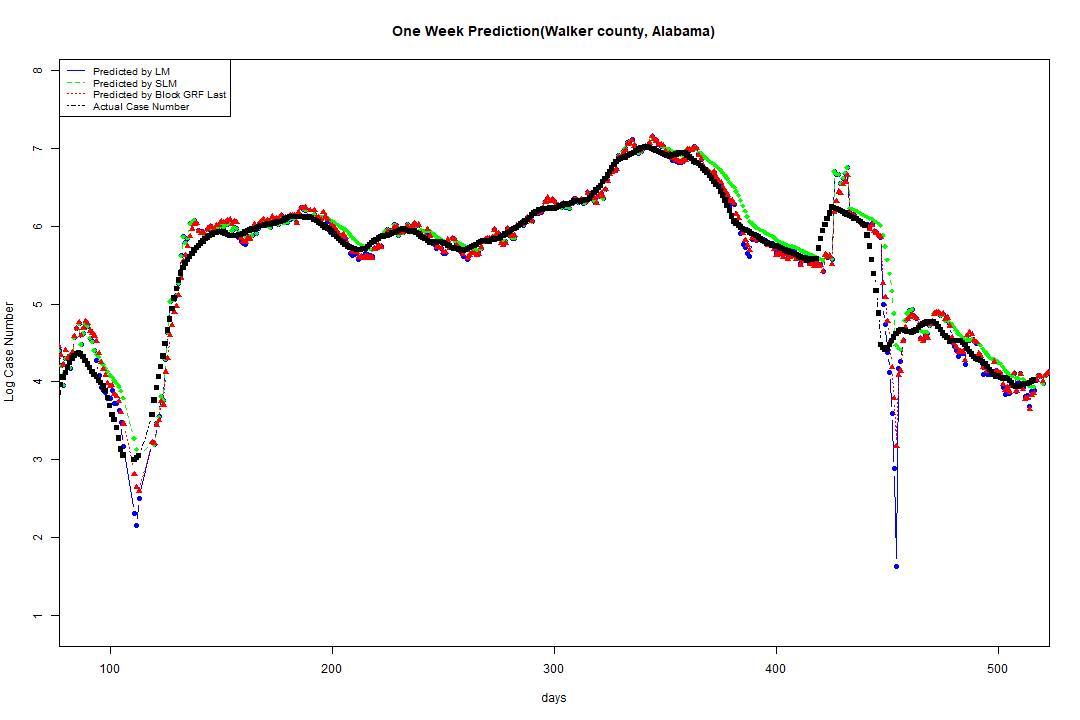 One Week Prediction(Walker county, Alabama)
Predicted by LM
Predicted by SLM
Predicted by Block GRF Last
Actual Case Number
8
7
6
5
4
3
2
1
Log Case Number
100 200 300 400 500
days